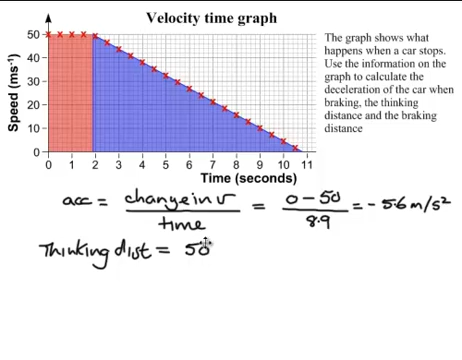 Velocity time graph
50
40
30
20
10
0
Speed (ms⁻¹)
0 1 2 3 4 5 6 7 8 9 10 11
Time (seconds)
The graph shows what
happens when a car stops.
Use the information on the
graph to calculate the
deceleration of the car when
braking, the thinking
distance and the braking
distance
acc = change in v / time = 0 - 50 / 8.9 = - 5.6 m/s²
Thinking dist = 50